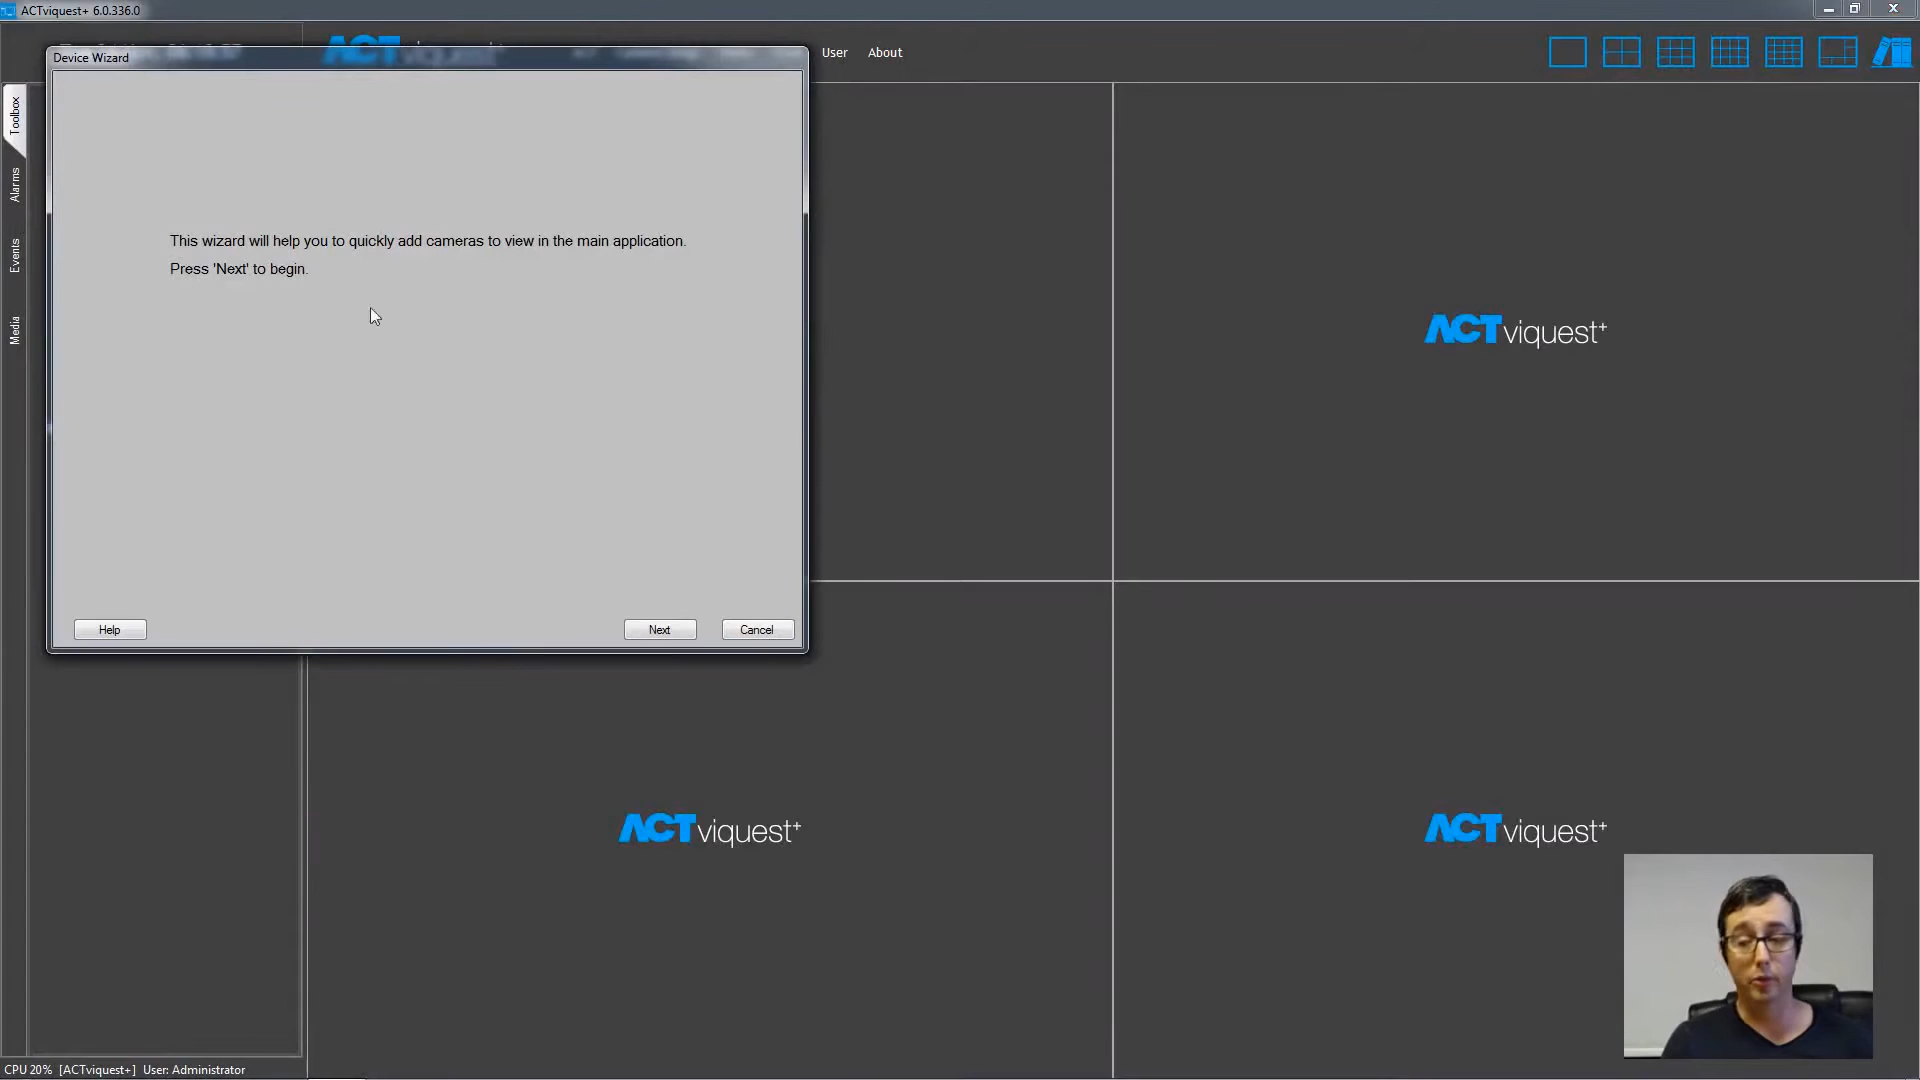 ACTviquest+ 6.0.336.0
Device Wizard
User
About
Toolbox
Alarms
Events
Media
This wizard will help you to quickly add cameras to view in the main application.
Press 'Next' to begin.
Help
Next
Cancel
ACTviquest+
ACTviquest+
ACTviquest+
CPU 20% [ACTviquest+] User: Administrator